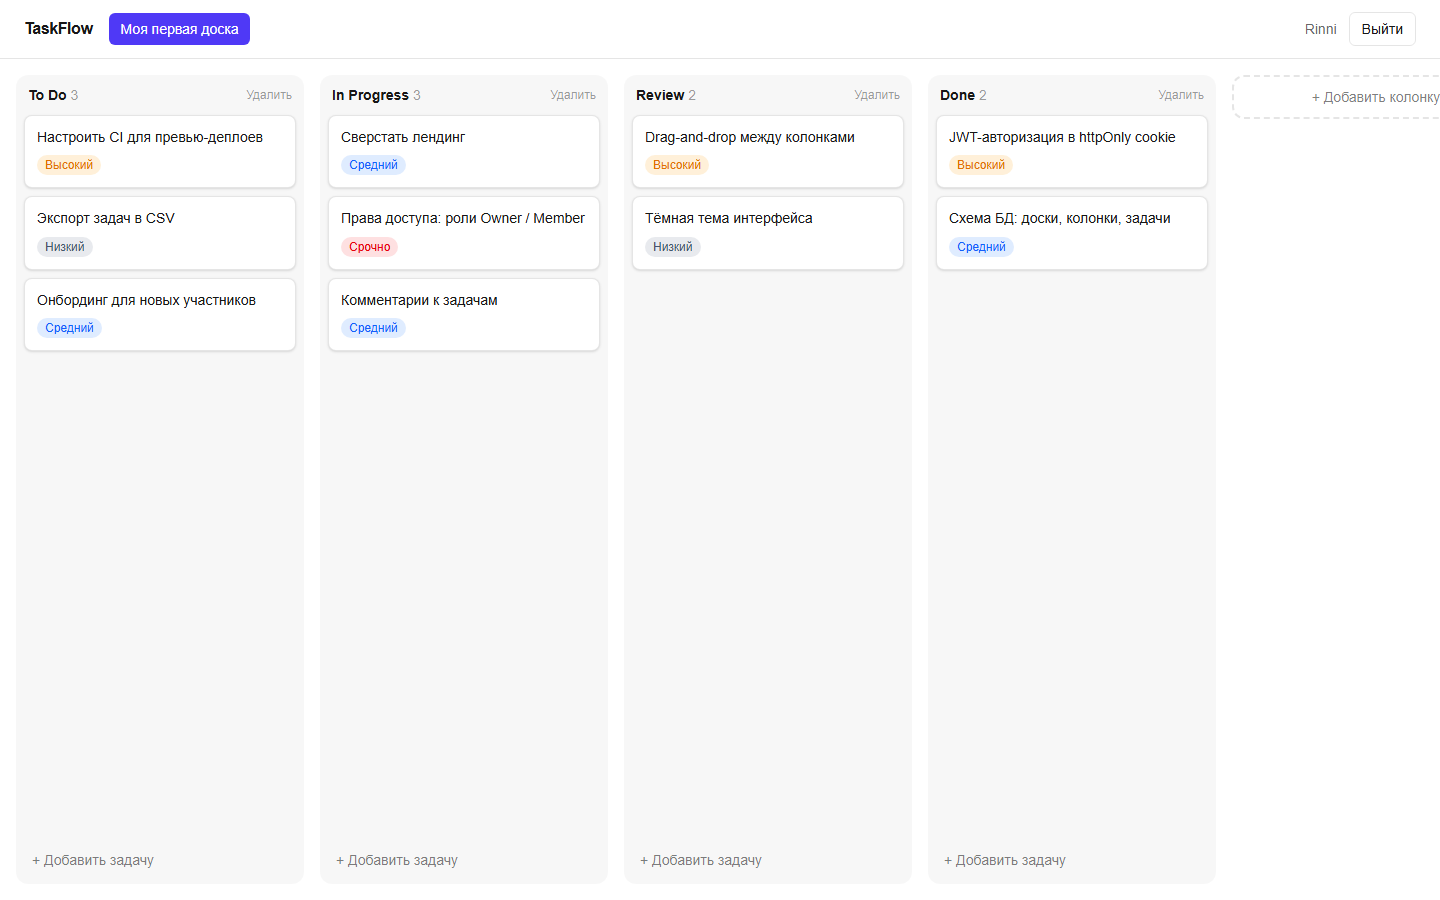 TaskFlow
Моя первая доска
Rinni
Выйти
To Do 3
Удалить
Настроить CI для превью-деплоев
Высокий
Экспорт задач в CSV
Низкий
Онбординг для новых участников
Средний
+ Добавить задачу
In Progress 3
Удалить
Сверстать лендинг
Средний
Права доступа: роли Owner / Member
Срочно
Комментарии к задачам
Средний
+ Добавить задачу
Review 2
Удалить
Drag-and-drop между колонками
Высокий
Тёмная тема интерфейса
Низкий
+ Добавить задачу
Done 2
Удалить
JWT-авторизация в httpOnly cookie
Высокий
Схема БД: доски, колонки, задачи
Средний
+ Добавить задачу
+ Добавить колонку